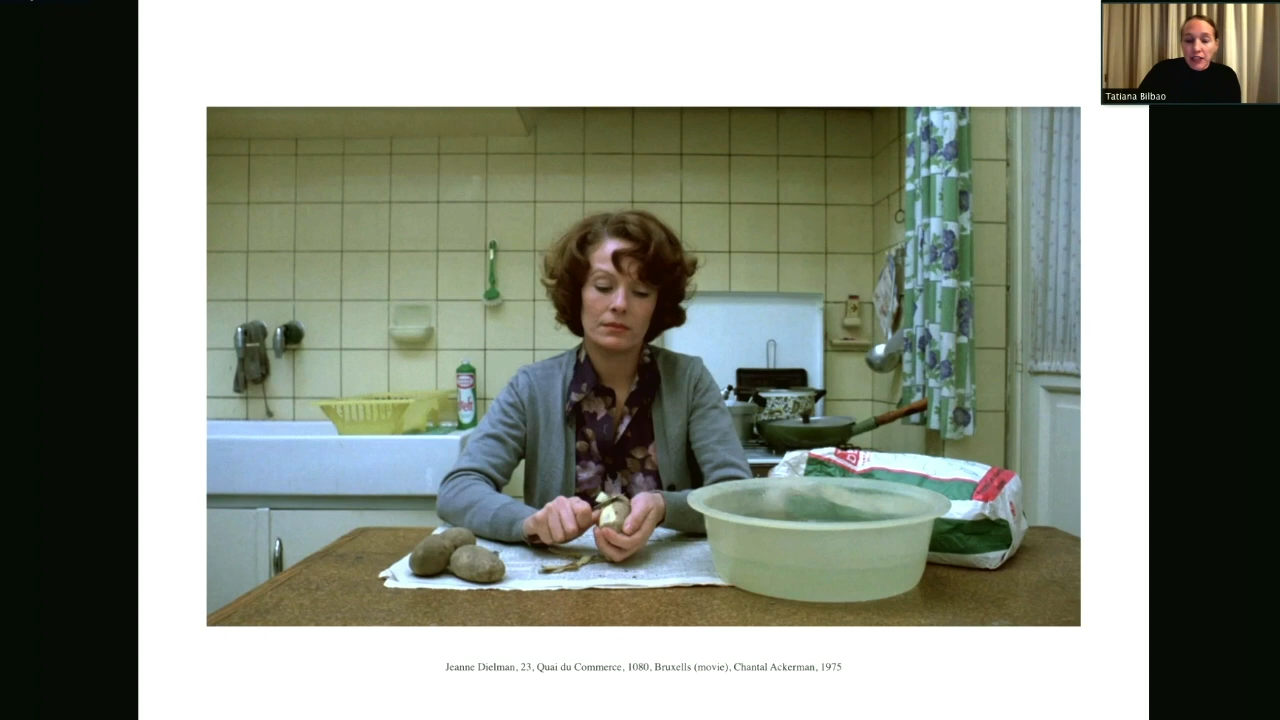 Tatiana Bilbao
Jeanne Dielman, 23, Quai du Commerce, 1080, Bruxells (movie), Chantal Ackerman, 1975